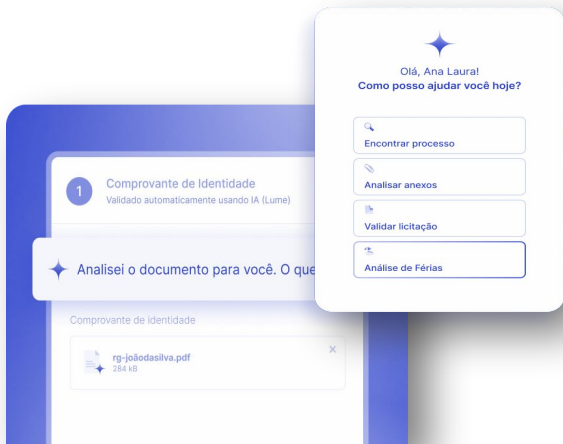 Olá, Ana Laura!
Como posso ajudar você hoje?
Encontrar processo
Analisar anexos
Validar licitação
Análise de Férias
1
Comprovante de Identidade
Validado automaticamente usando IA (Lume)
Analisei o documento para você. O que
Comprovante de identidade
rg-joãodasilva.pdf
284 kB